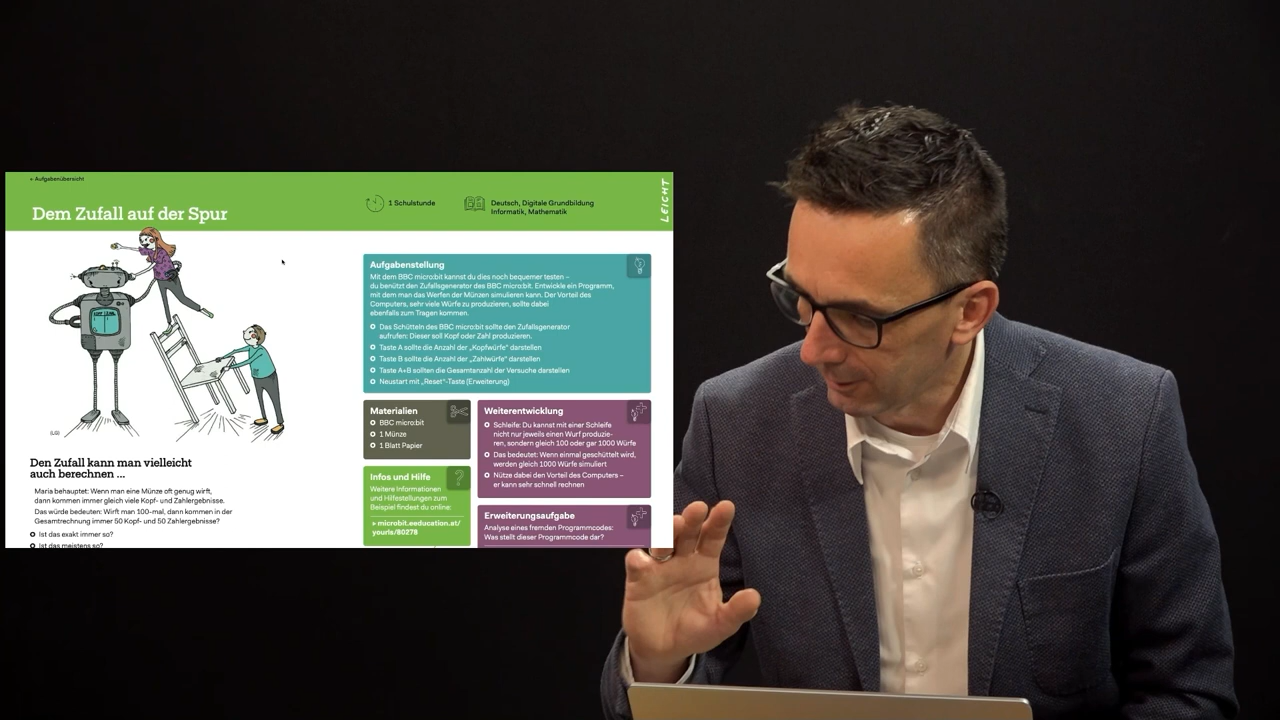 + Aufgabenübersicht
Dem Zufall auf der Spur
1 Schulstunde
Deutsch, Digitale Grundbildung
Informatik, Mathematik
LEICHT
KOPF | ZAHL
(LG)
Den Zufall kann man vielleicht
auch berechnen ...
Maria behauptet: Wenn man eine Münze oft genug wirft,
dann kommen immer gleich viele Kopf- und Zahlergebnisse.
Das würde bedeuten: Wirft man 100-mal, dann kommen in der
Gesamtrechnung immer 50 Kopf- und 50 Zahlergebnisse?
Ist das exakt immer so?
Ist das meistens so?
Aufgabenstellung
Mit dem BBC micro:bit kannst du dies noch bequemer testen –
du benützt den Zufallsgenerator des BBC micro:bit. Entwickle ein Programm,
mit dem man das Werfen der Münzen simulieren kann. Der Vorteil des
Computers, sehr viele Würfe zu produzieren, sollte dabei
ebenfalls zum Tragen kommen.
Das Schütteln des BBC micro:bit sollte den Zufallsgenerator
aufrufen: Dieser soll Kopf oder Zahl produzieren.
Taste A sollte die Anzahl der „Kopfwürfe“ darstellen
Taste B sollte die Anzahl der „Zahlwürfe“ darstellen
Taste A+B sollten die Gesamtanzahl der Versuche darstellen
Neustart mit „Reset“-Taste (Erweiterung)
Materialien
BBC micro:bit
1 Münze
1 Blatt Papier
Infos und Hilfe
Weitere Informationen
und Hilfestellungen zum
Beispiel findest du online:
▸ microbit.eeducation.at/
yourls/80278
Weiterentwicklung
Schleife: Du kannst mit einer Schleife
nicht nur jeweils einen Wurf produzie-
ren, sondern gleich 100 oder gar 1000 Würfe
Das bedeutet: Wenn einmal geschüttelt wird,
werden gleich 1000 Würfe simuliert
Nütze dabei den Vorteil des Computers –
er kann sehr schnell rechnen
Erweiterungsaufgabe
Analyse eines fremden Programmcodes:
Was stellt dieser Programmcode dar?